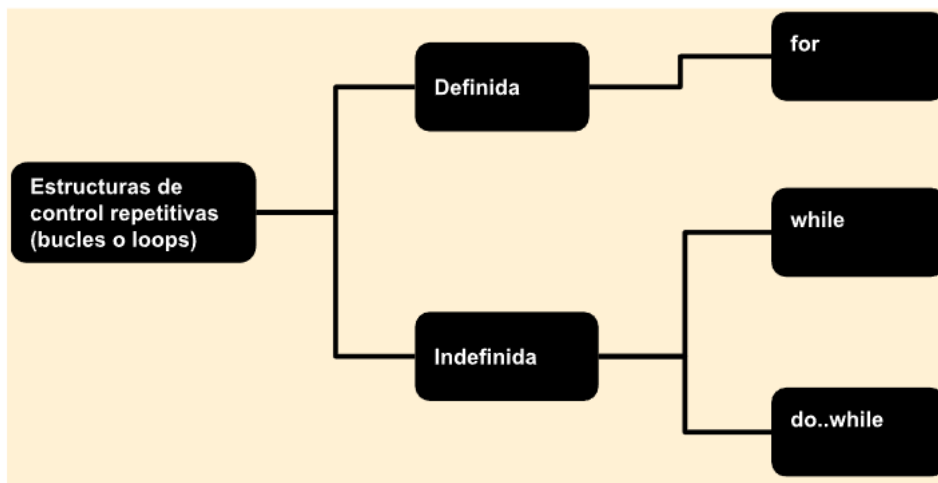 Estructuras de
control repetitivas
(bucles o loops)
Definida
for
Indefinida
while
do..while